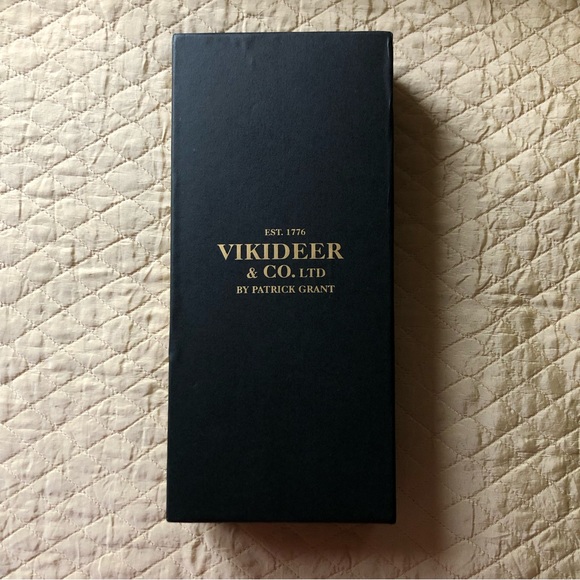 EST. 1776
VIKIDEER
& CO. LTD
BY PATRICK GRANT